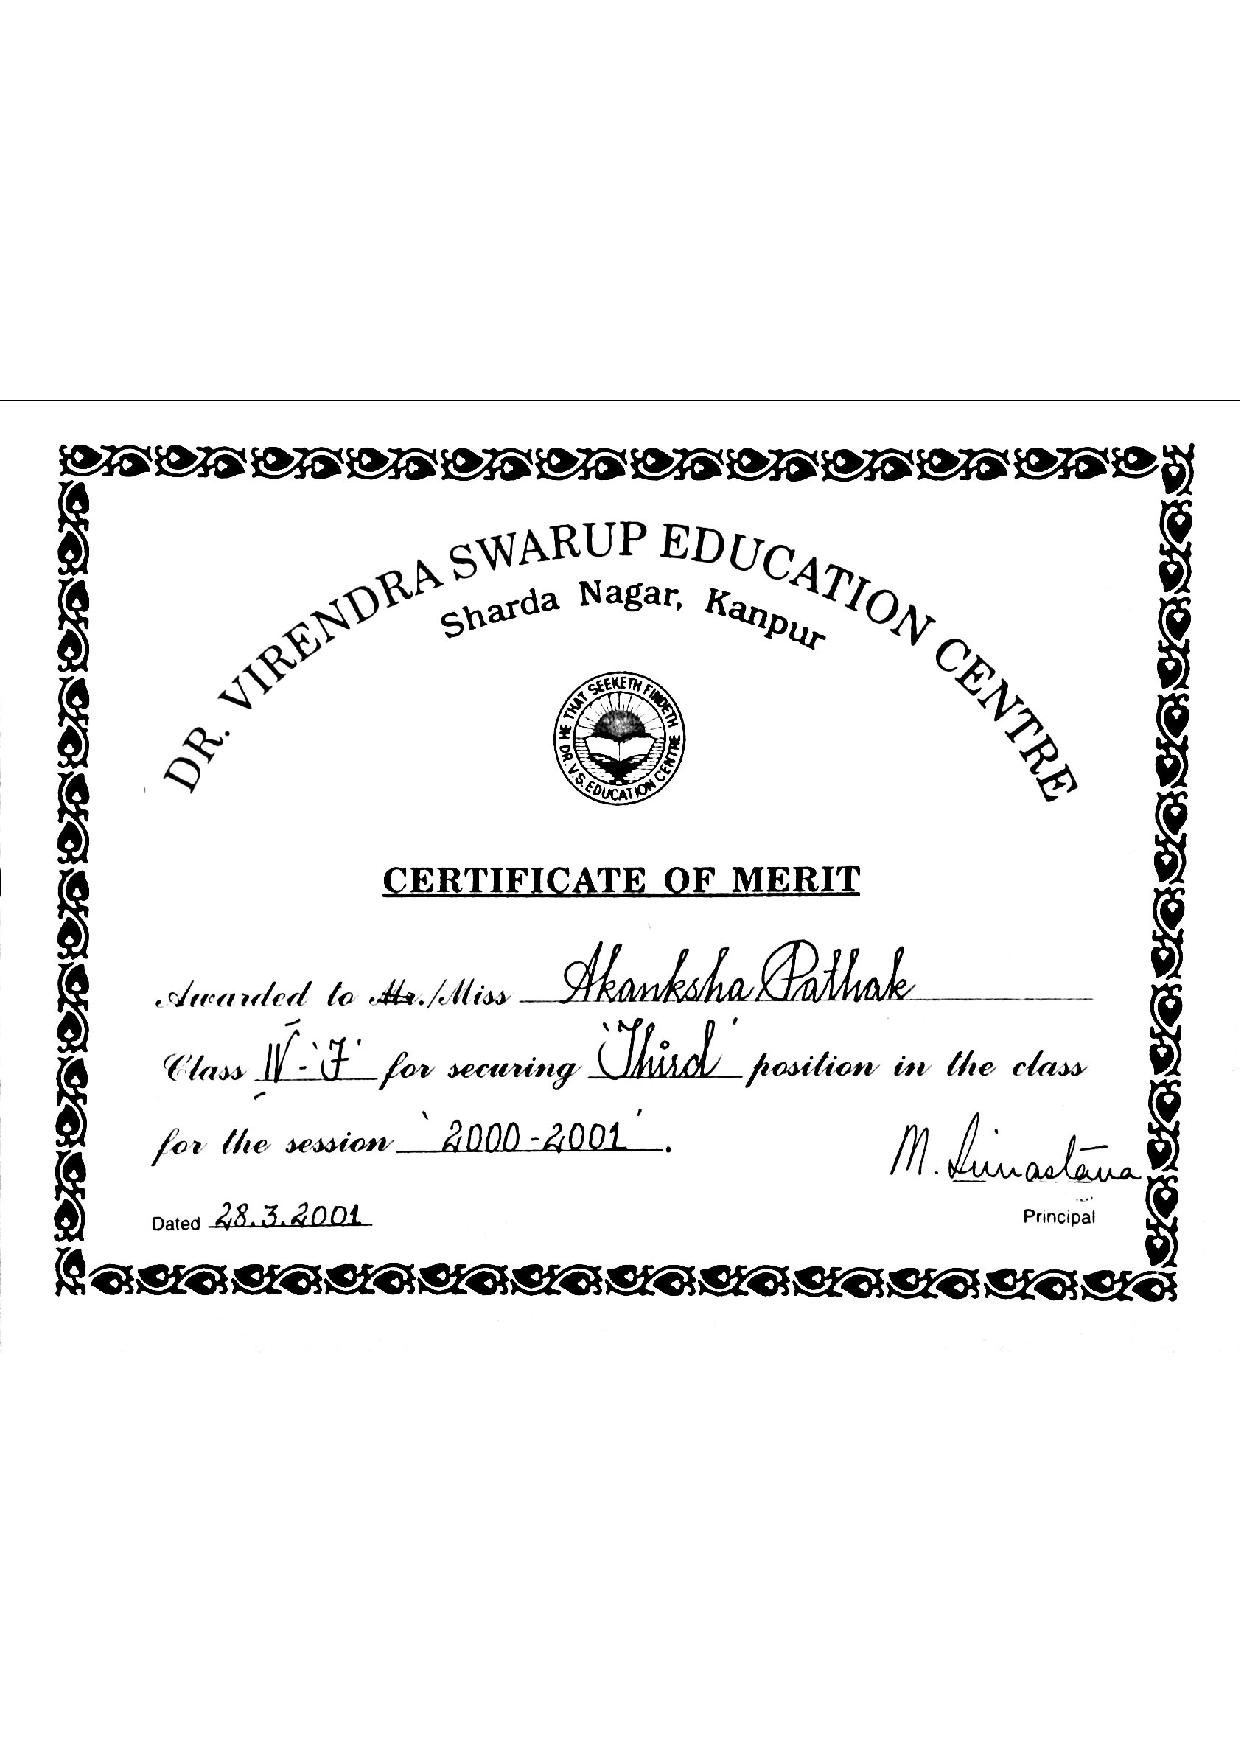 DR. VIRENDRA SWARUP EDUCATION CENTRE
Sharda Nagar, Kanpur
HE THAT SEEKETH FINDETH
DR. V.S. EDUCATION CENTRE
CERTIFICATE OF MERIT
Awarded to Mr./Miss Akanksha Pathak
Class IV - 'F' for securing 'Third' position in the class
for the session '2000-2001'.
M. Srivastava
Dated 28.3.2001
Principal